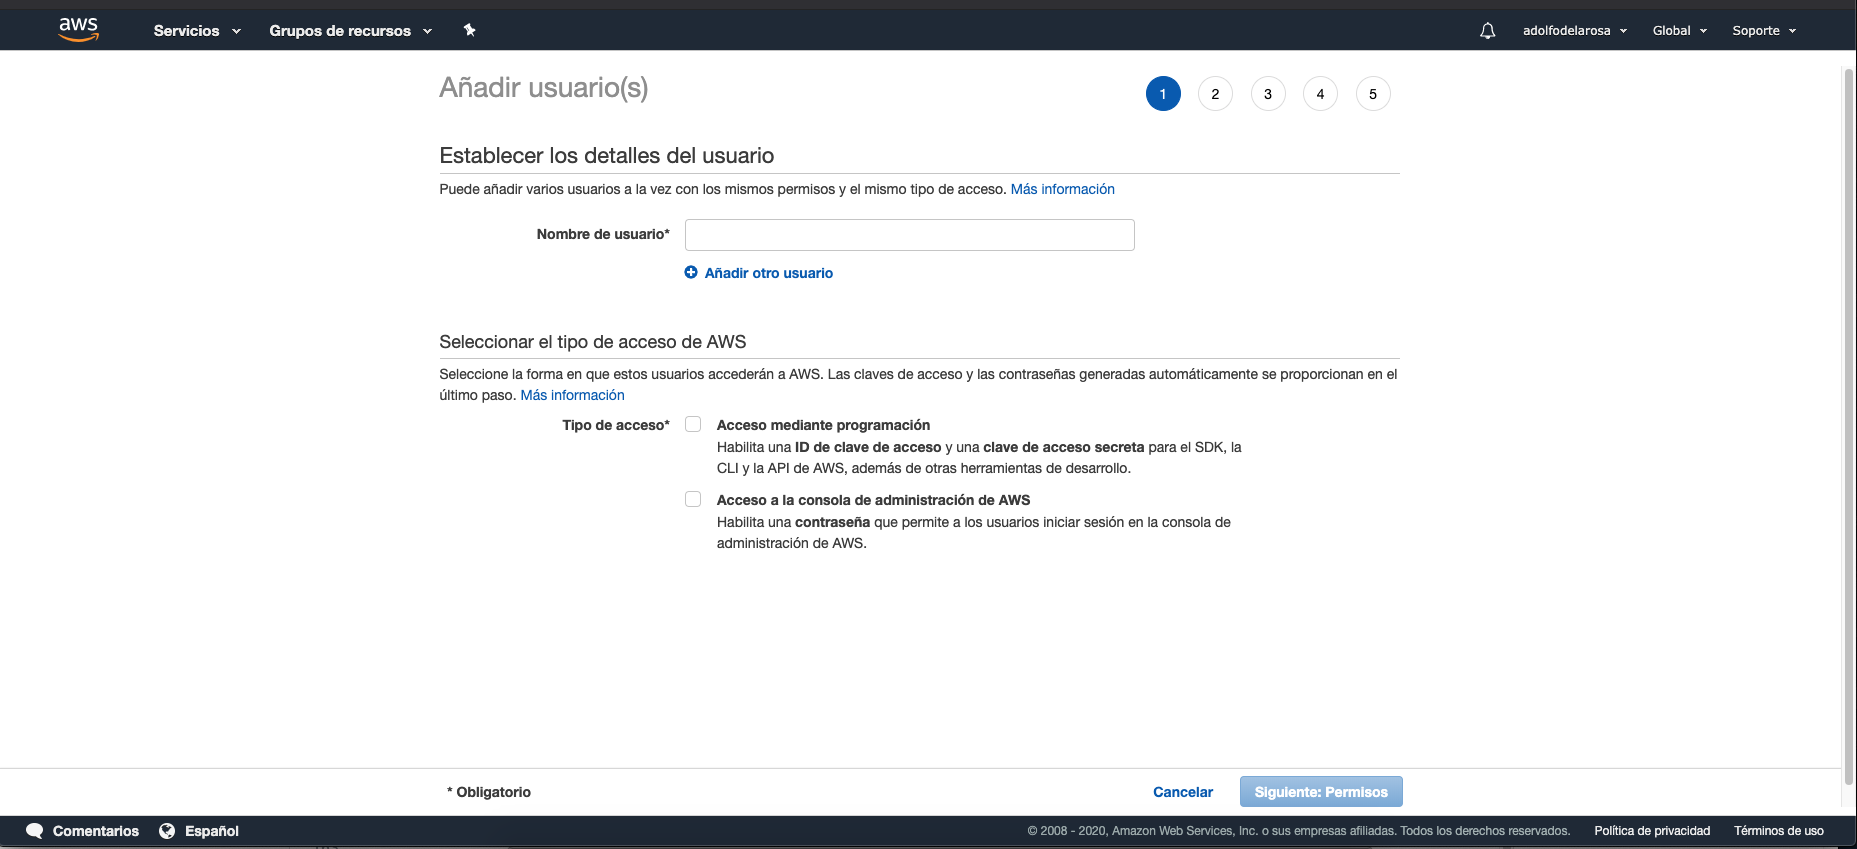 aws Servicios Grupos de recursos adolfodelarosa Global Soporte
Añadir usuario(s) 1 2 3 4 5
Establecer los detalles del usuario
Puede añadir varios usuarios a la vez con los mismos permisos y el mismo tipo de acceso. Más información
Nombre de usuario*
Añadir otro usuario
Seleccionar el tipo de acceso de AWS
Seleccione la forma en que estos usuarios accederán a AWS. Las claves de acceso y las contraseñas generadas automáticamente se proporcionan en el
último paso. Más información
Tipo de acceso* Acceso mediante programación
Habilita una ID de clave de acceso y una clave de acceso secreta para el SDK, la
CLI y la API de AWS, además de otras herramientas de desarrollo.
Acceso a la consola de administración de AWS
Habilita una contraseña que permite a los usuarios iniciar sesión en la consola de
administración de AWS.
* Obligatorio Cancelar Siguiente: Permisos
Comentarios Español © 2008 - 2020, Amazon Web Services, Inc. o sus empresas afiliadas. Todos los derechos reservados. Política de privacidad Términos de uso